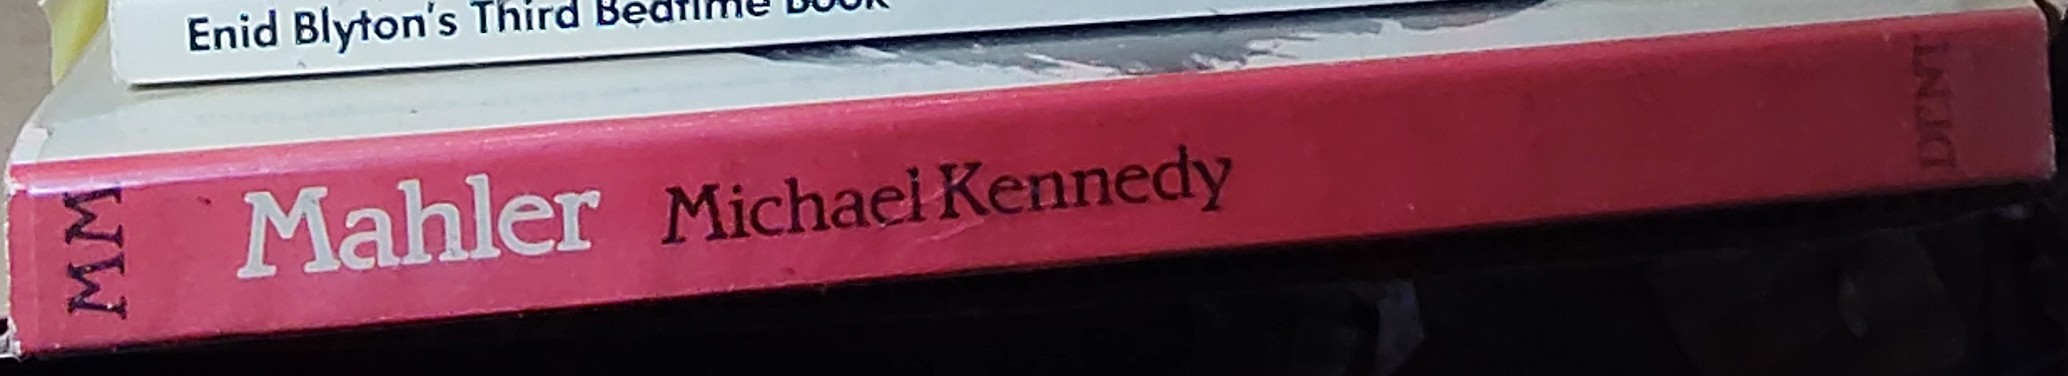 Enid Blyton's Third Bedtime Book
MM
Mahler Michael Kennedy
DENT